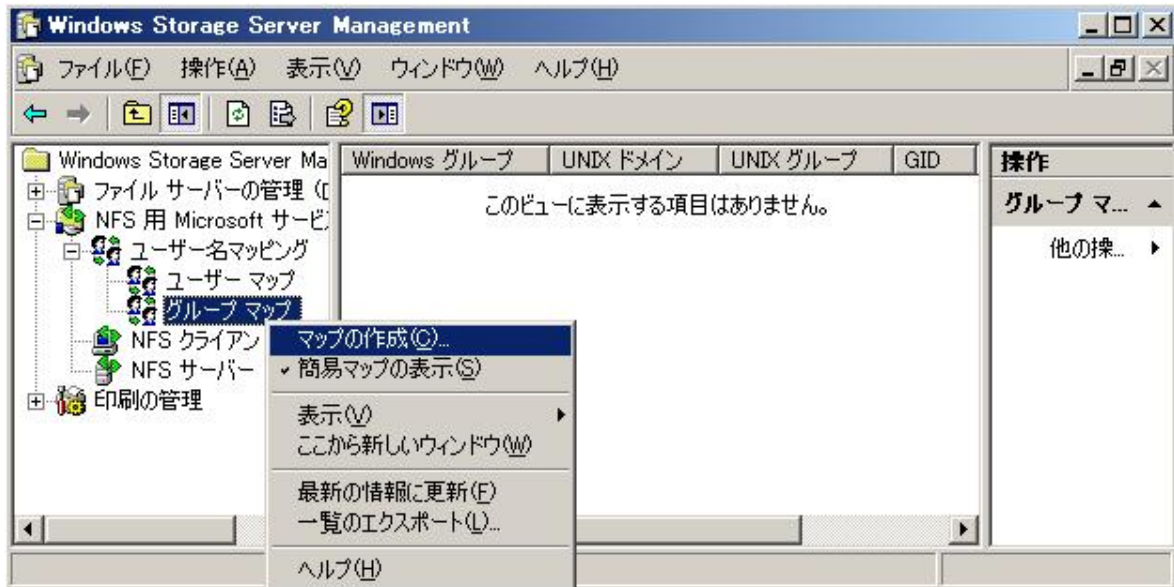 Windows Storage Server Management
ファイル(F) 操作(A) 表示(V) ウィンドウ(W) ヘルプ(H)
Windows Storage Server Ma
ファイル サーバーの管理 (
NFS 用 Microsoft サービ
ユーザー名マッピング
ユーザー マップ
グループ マップ
NFS クライアン
NFS サーバー
印刷の管理
Windows グループ UNIX ドメイン UNIX グループ GID
このビューに表示する項目はありません。
マップの作成(C)...
簡易マップの表示(S)
表示(V)
ここから新しいウィンドウ(W)
最新の情報に更新(F)
一覧のエクスポート(L)...
ヘルプ(H)
操作
グループ マ...
他の操...